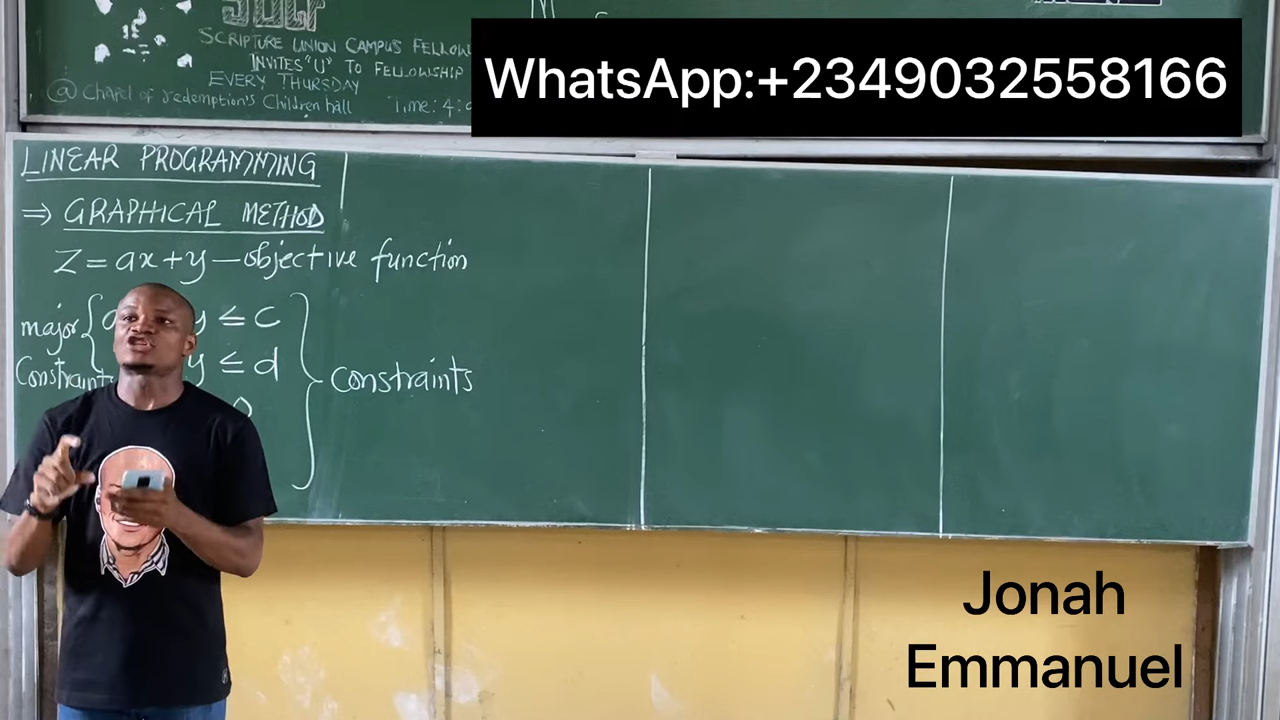 SCRIPTURE UNION CAMPUS
INVITES "U" TO FELLOWSHIP
EVERY THURSDAY
@ Chapel of redemption's Children hall Time: 4:
WhatsApp:+2349032558166
LINEAR PROGRAMMING
⇒ GRAPHICAL METHOD
Z = ax + y — objective function
major
y ≤ c
Constraints
y ≤ d
constraints
Jonah
Emmanuel